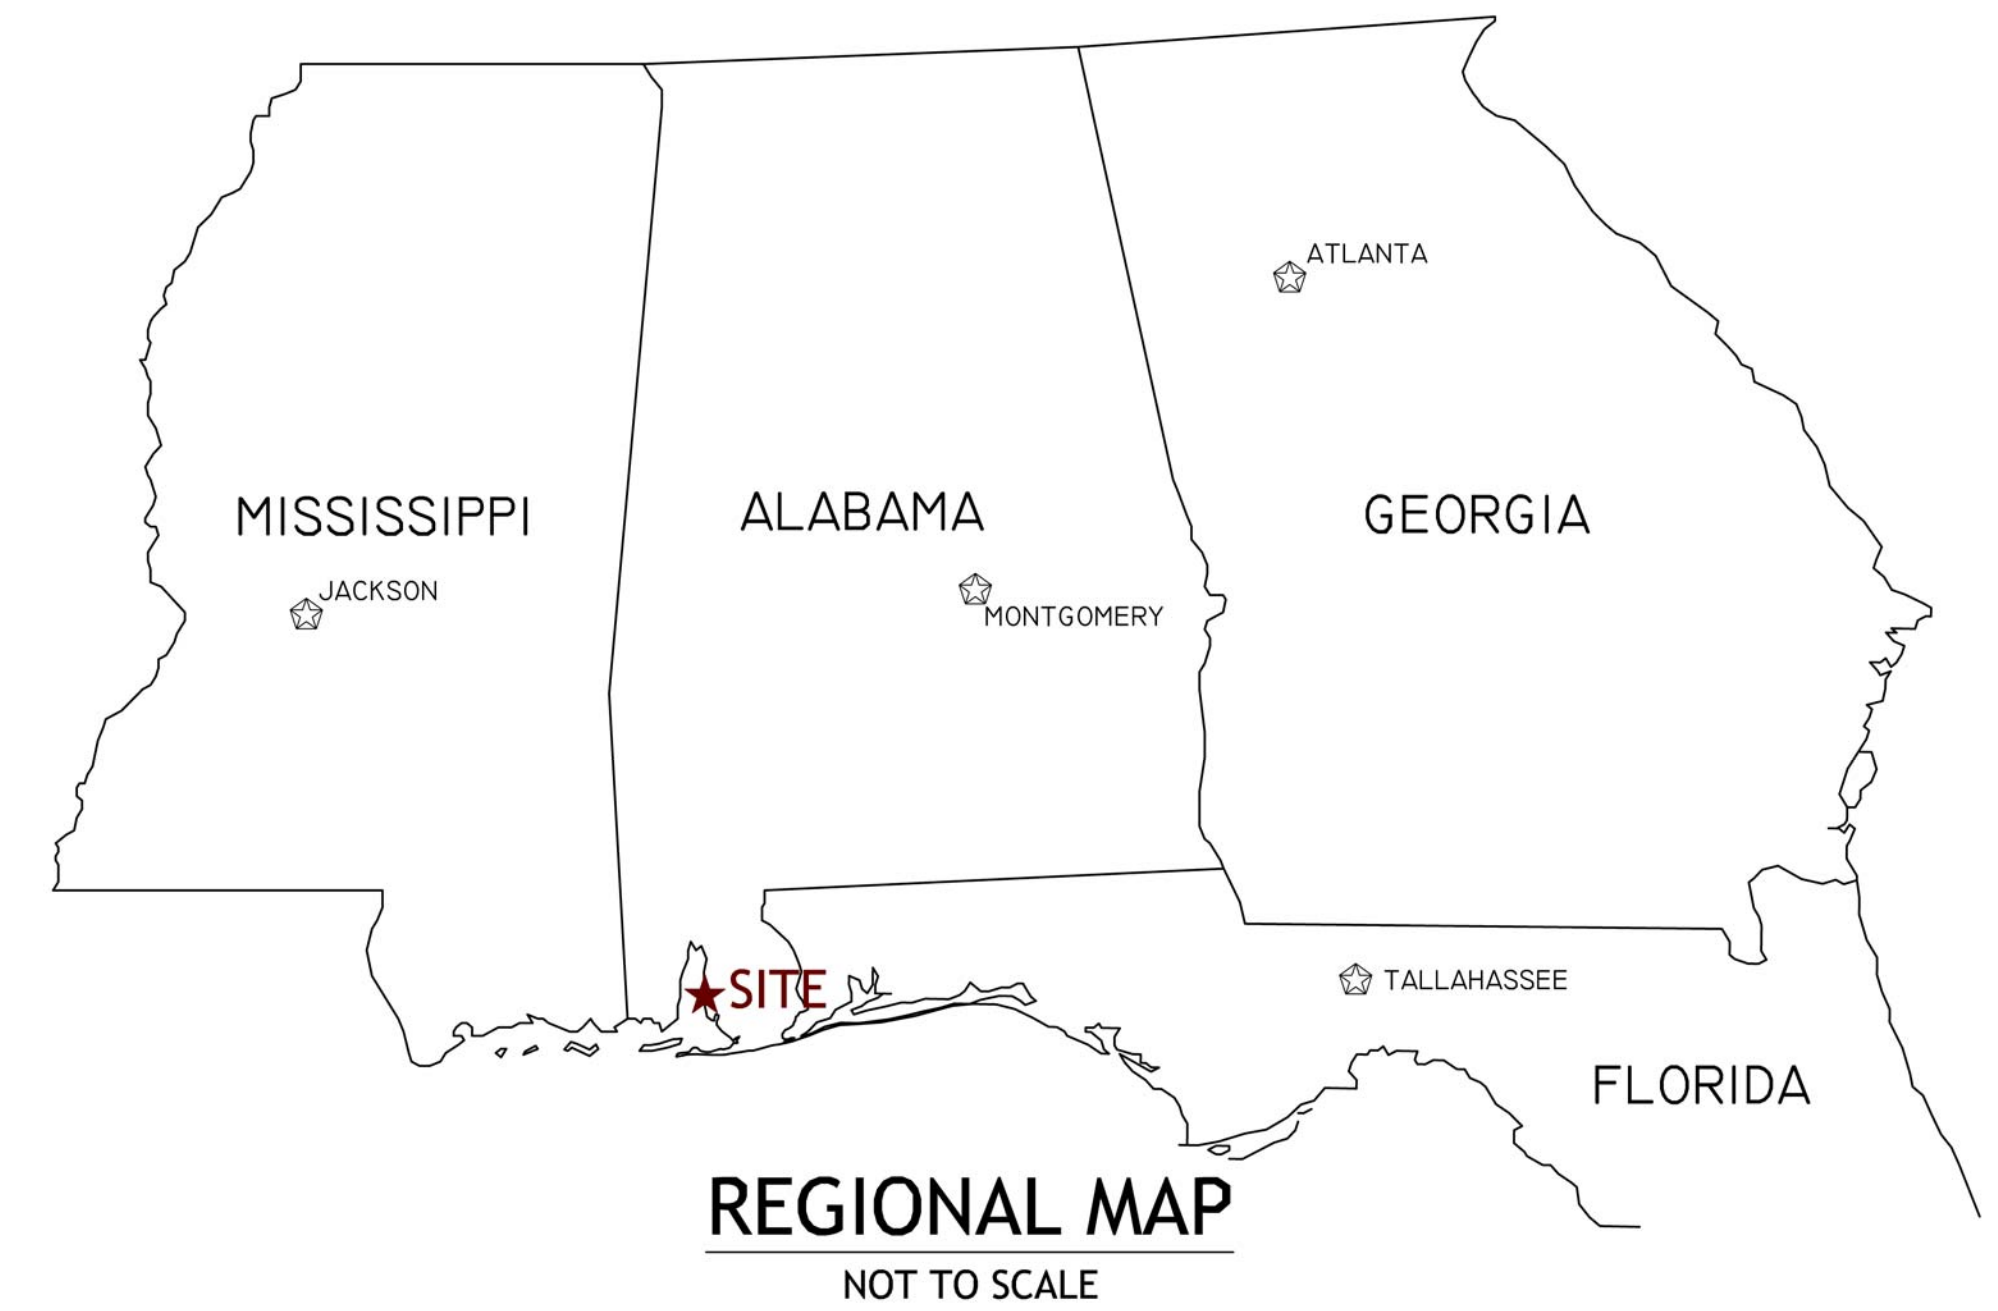 ATLANTA
MISSISSIPPI
ALABAMA
GEORGIA
JACKSON
MONTGOMERY
SITE
TALLAHASSEE
FLORIDA
REGIONAL MAP
NOT TO SCALE